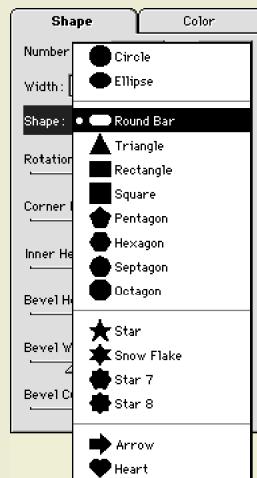 Shape Color
Number
Circle
Ellipse
Width:
Shape: Round Bar
Triangle
Rotation
Rectangle
Square
Corner
Pentagon
Hexagon
Inner He
Septagon
Octagon
Bevel H
Star
Bevel W
Snow Flake
Star 7
Bevel Cu
Star 8
Arrow
Heart